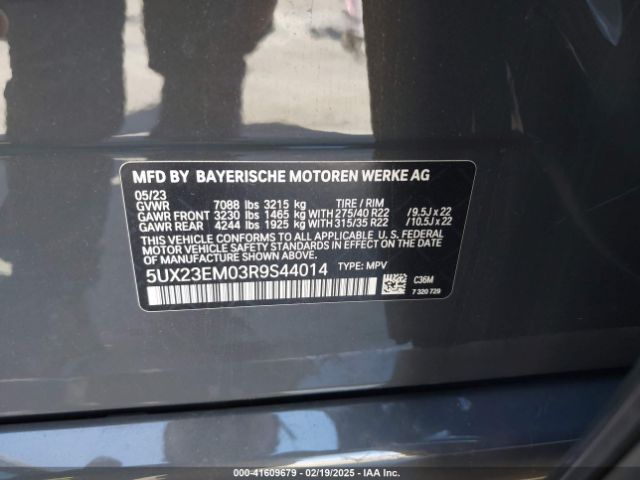 MFD BY BAYERISCHE MOTOREN WERKE AG
05/23
GVWR 7088 lbs 3215 kg TIRE / RIM
GAWR FRONT 3230 lbs 1465 kg WITH 275/40 R22 /9.5J x 22
GAWR REAR 4244 lbs 1925 kg WITH 315/35 R22 /10.5J x 22
THIS VEHICLE CONFORMS TO ALL APPLICABLE U.S. FEDERAL
MOTOR VEHICLE SAFETY STANDARDS IN EFFECT ON THE DATE
OF MANUFACTURE SHOWN ABOVE.
5UX23EM03R9S44014 TYPE: MPV
C36M
7 320 729
000-41609679 - 02/19/2025 - IAAI - Copart